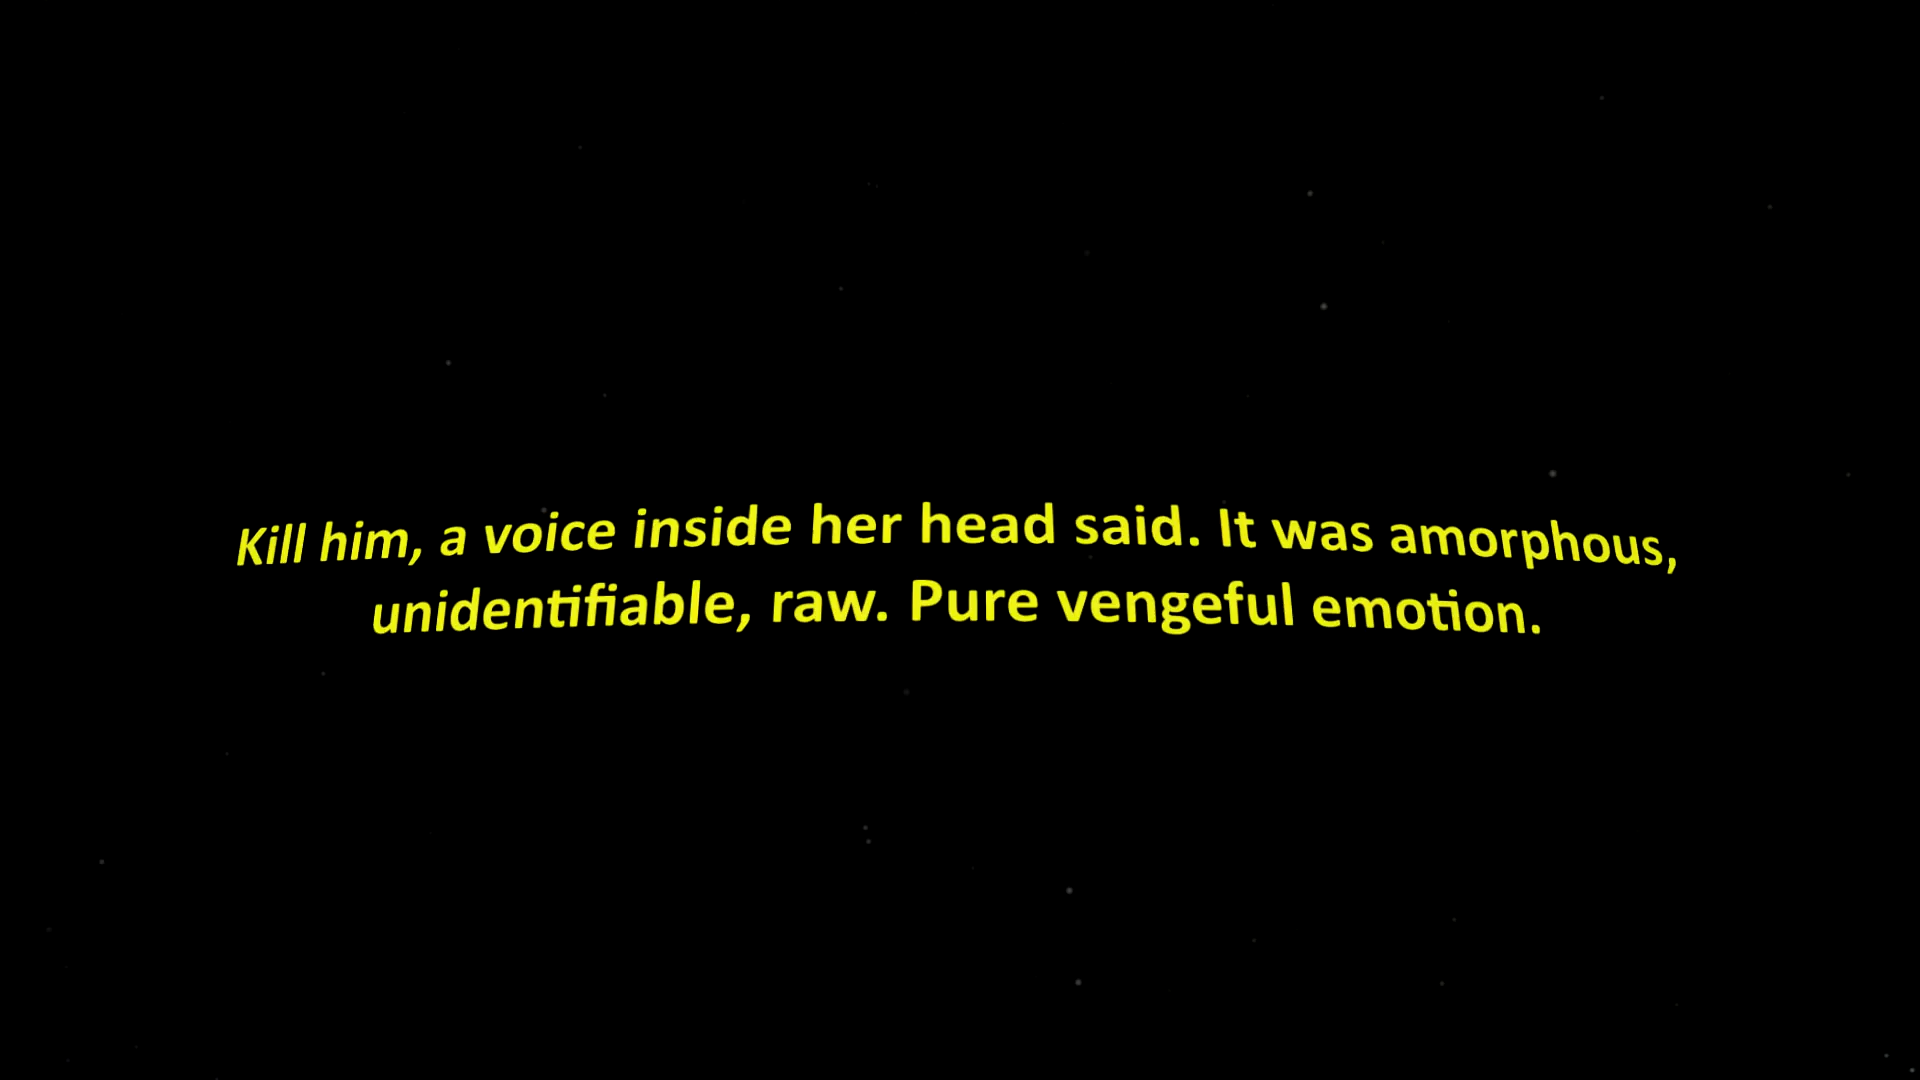 Kill him, a voice inside her head said. It was amorphous,
unidentifiable, raw. Pure vengeful emotion.